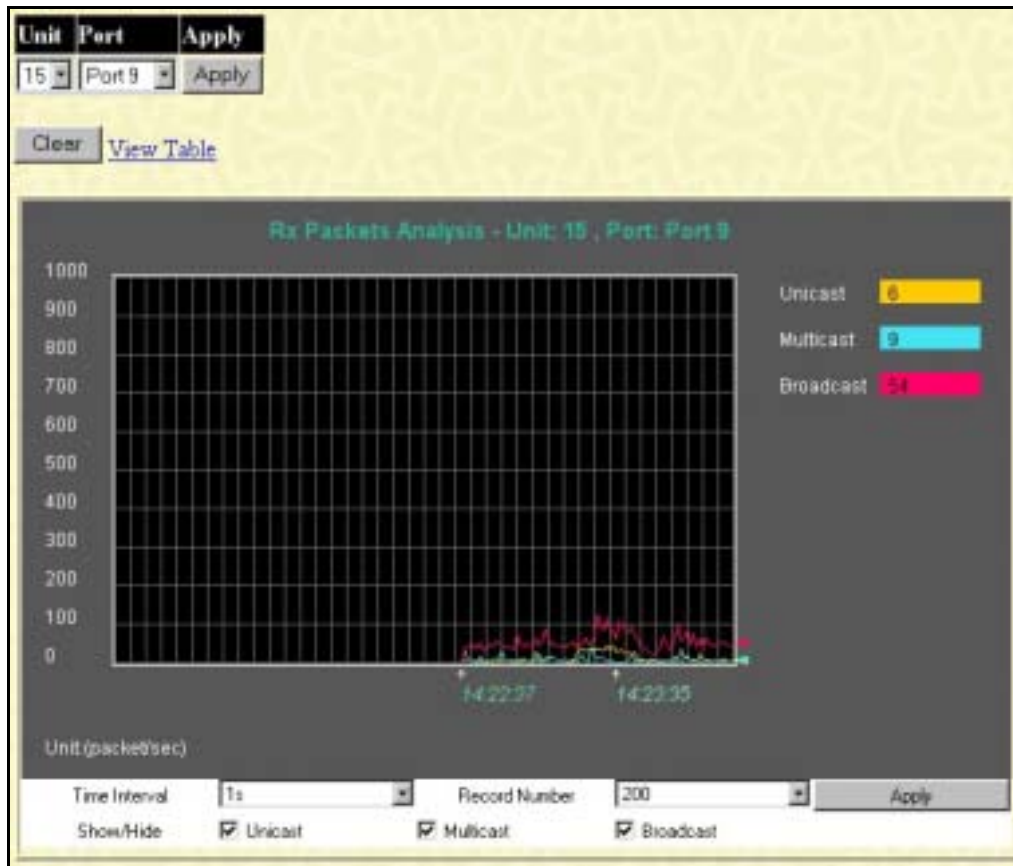 Unit Port Apply
15 Port 9 Apply
Clear View Table
Rx Packets Analysis - Unit: 15 , Port: Port 9
1000
900
800
700
600
500
400
300
200
100
0
Unicast 6
Multicast 9
Broadcast 54
14:22:37 14:23:35
Unit (packet/sec)
Time Interval 1s Record Number 200 Apply
Show/Hide Unicast Multicast Broadcast